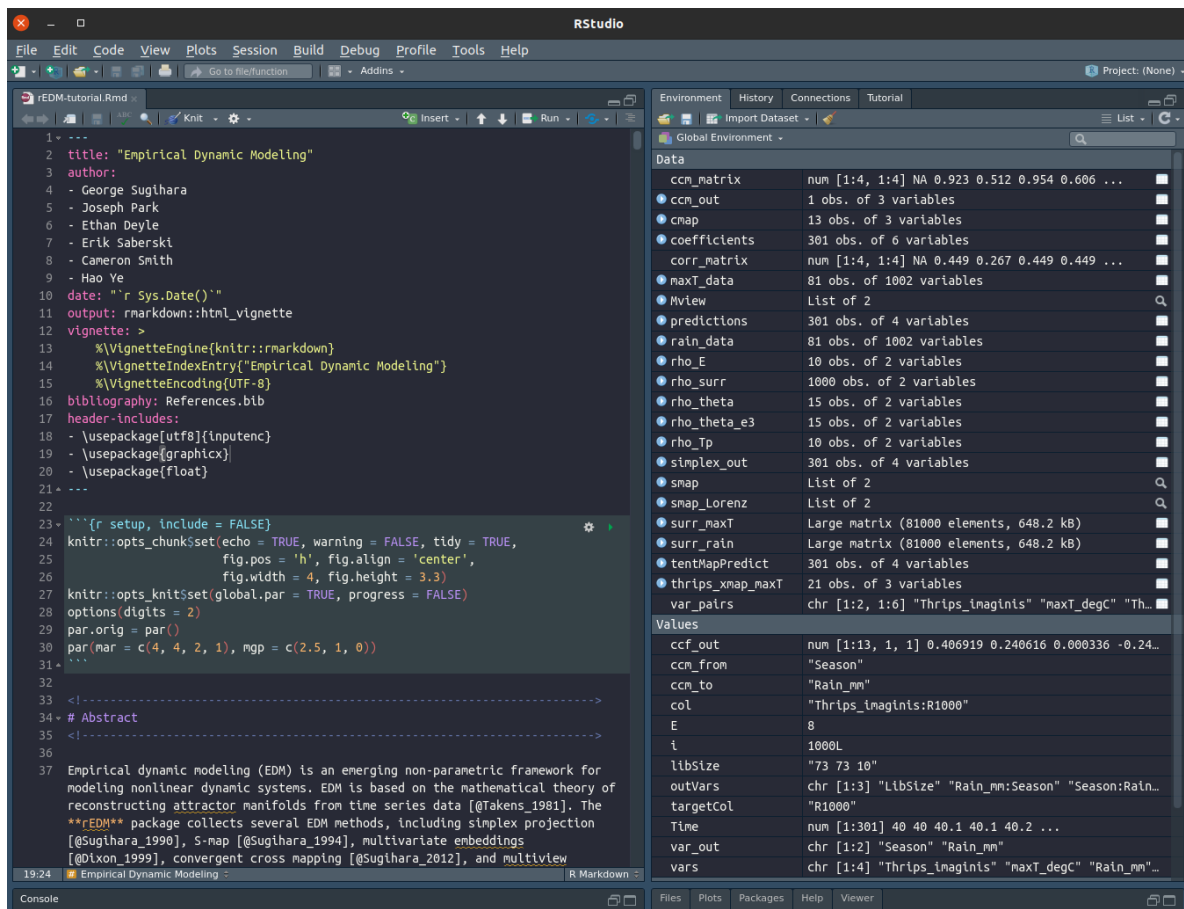 RStudio
File Edit Code View Plots Session Build Debug Profile Tools Help
Go to file/function Addins Project: (None)
rEDM-tutorial.Rmd
ABC Knit Insert Run
1 ---
2 title: "Empirical Dynamic Modeling"
3 author:
4 - George Sugihara
5 - Joseph Park
6 - Ethan Deyle
7 - Erik Saberski
8 - Cameron Smith
9 - Hao Ye
10 date: "`r Sys.Date()`"
11 output: rmarkdown::html_vignette
12 vignette: >
13 %\VignetteEngine{knitr::rmarkdown}
14 %\VignetteIndexEntry{"Empirical Dynamic Modeling"}
15 %\VignetteEncoding{UTF-8}
16 bibliography: References.bib
17 header-includes:
18 - \usepackage[utf8]{inputenc}
19 - \usepackage{graphicx}
20 - \usepackage{float}
21 ---
22
23 ```{r setup, include = FALSE}
24 knitr::opts_chunk$set(echo = TRUE, warning = FALSE, tidy = TRUE,
25 fig.pos = 'h', fig.align = 'center',
26 fig.width = 4, fig.height = 3.3)
27 knitr::opts_knit$set(global.par = TRUE, progress = FALSE)
28 options(digits = 2)
29 par.orig = par()
30 par(mar = c(4, 4, 2, 1), mgp = c(2.5, 1, 0))
31 ```
32
33 <!---------------------------------------------------------------------->
34 # Abstract
35 <!---------------------------------------------------------------------->
36
37 Empirical dynamic modeling (EDM) is an emerging non-parametric framework for
modeling nonlinear dynamic systems. EDM is based on the mathematical theory of
reconstructing attractor manifolds from time series data [@Takens_1981]. The
**rEDM** package collects several EDM methods, including simplex projection
[@Sugihara_1990], S-map [@Sugihara_1994], multivariate embeddings
[@Dixon_1999], convergent cross mapping [@Sugihara_2012], and multiview
19:24 # Empirical Dynamic Modeling R Markdown
Console
Environment History Connections Tutorial
Import Dataset List
Global Environment
Data
ccm_matrix num [1:4, 1:4] NA 0.923 0.512 0.954 0.606 ...
ccm_out 1 obs. of 3 variables
cmap 13 obs. of 3 variables
coefficients 301 obs. of 6 variables
corr_matrix num [1:4, 1:4] NA 0.449 0.267 0.449 0.449 ...
maxT_data 81 obs. of 1002 variables
Mview List of 2
predictions 301 obs. of 4 variables
rain_data 81 obs. of 1002 variables
rho_E 10 obs. of 2 variables
rho_surr 1000 obs. of 2 variables
rho_theta 15 obs. of 2 variables
rho_theta_e3 15 obs. of 2 variables
rho_Tp 10 obs. of 2 variables
simplex_out 301 obs. of 4 variables
smap List of 2
smap_Lorenz List of 2
surr_maxT Large matrix (81000 elements, 648.2 kB)
surr_rain Large matrix (81000 elements, 648.2 kB)
tentMapPredict 301 obs. of 4 variables
thrips_xmap_maxT 21 obs. of 3 variables
var_pairs chr [1:2, 1:6] "Thrips_imaginis" "maxT_degC" "Th…
Values
ccf_out num [1:13, 1, 1] 0.406919 0.240616 0.000336 -0.24…
ccm_from "Season"
ccm_to "Rain_mm"
col "Thrips_imaginis:R1000"
E 8
i 1000L
libSize "73 73 10"
outVars chr [1:3] "LibSize" "Rain_mm:Season" "Season:Rain…
targetCol "R1000"
Time num [1:301] 40 40 40.1 40.1 40.2 ...
var_out chr [1:2] "Season" "Rain_mm"
vars chr [1:4] "Thrips_imaginis" "maxT_degC" "Rain_mm"…
Files Plots Packages Help Viewer